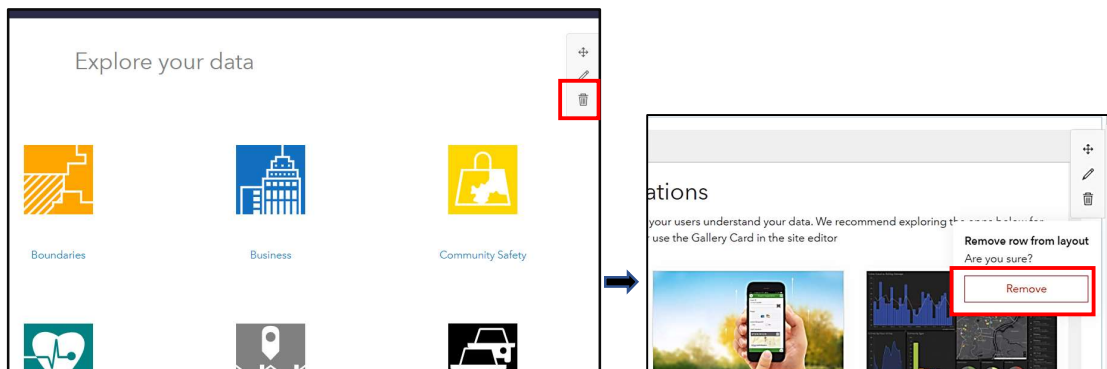 Explore your data
Boundaries
Business
Community Safety
ations
your users understand your data. We recommend exploring the apps below for
use the Gallery Card in the site editor
Remove row from layout
Are you sure?
Remove